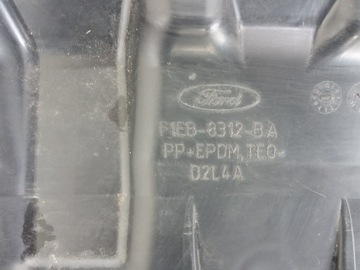 Ford
F1EB-8312-BA
PP+EPDM,TEO-
D2L4A